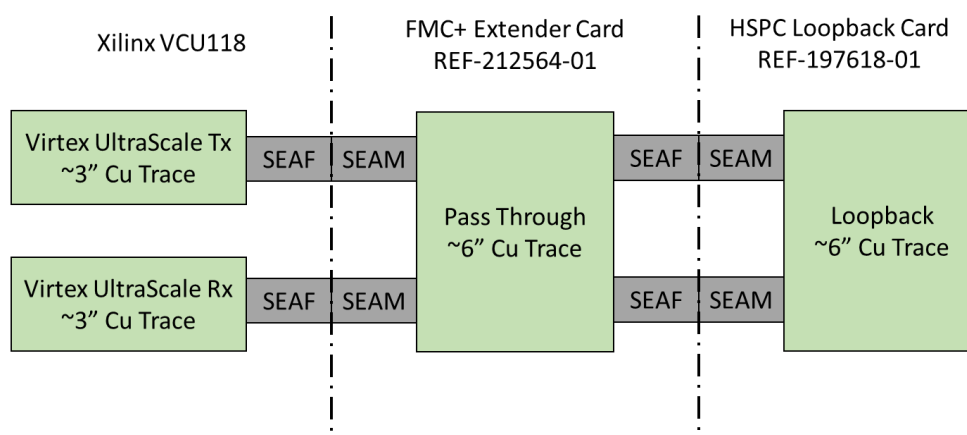 Xilinx VCU118
FMC+ Extender Card
REF-212564-01
HSPC Loopback Card
REF-197618-01
Virtex UltraScale Tx
~3” Cu Trace
SEAF
SEAM
SEAF
SEAM
Pass Through
~6” Cu Trace
Loopback
~6” Cu Trace
Virtex UltraScale Rx
~3” Cu Trace
SEAF
SEAM
SEAF
SEAM